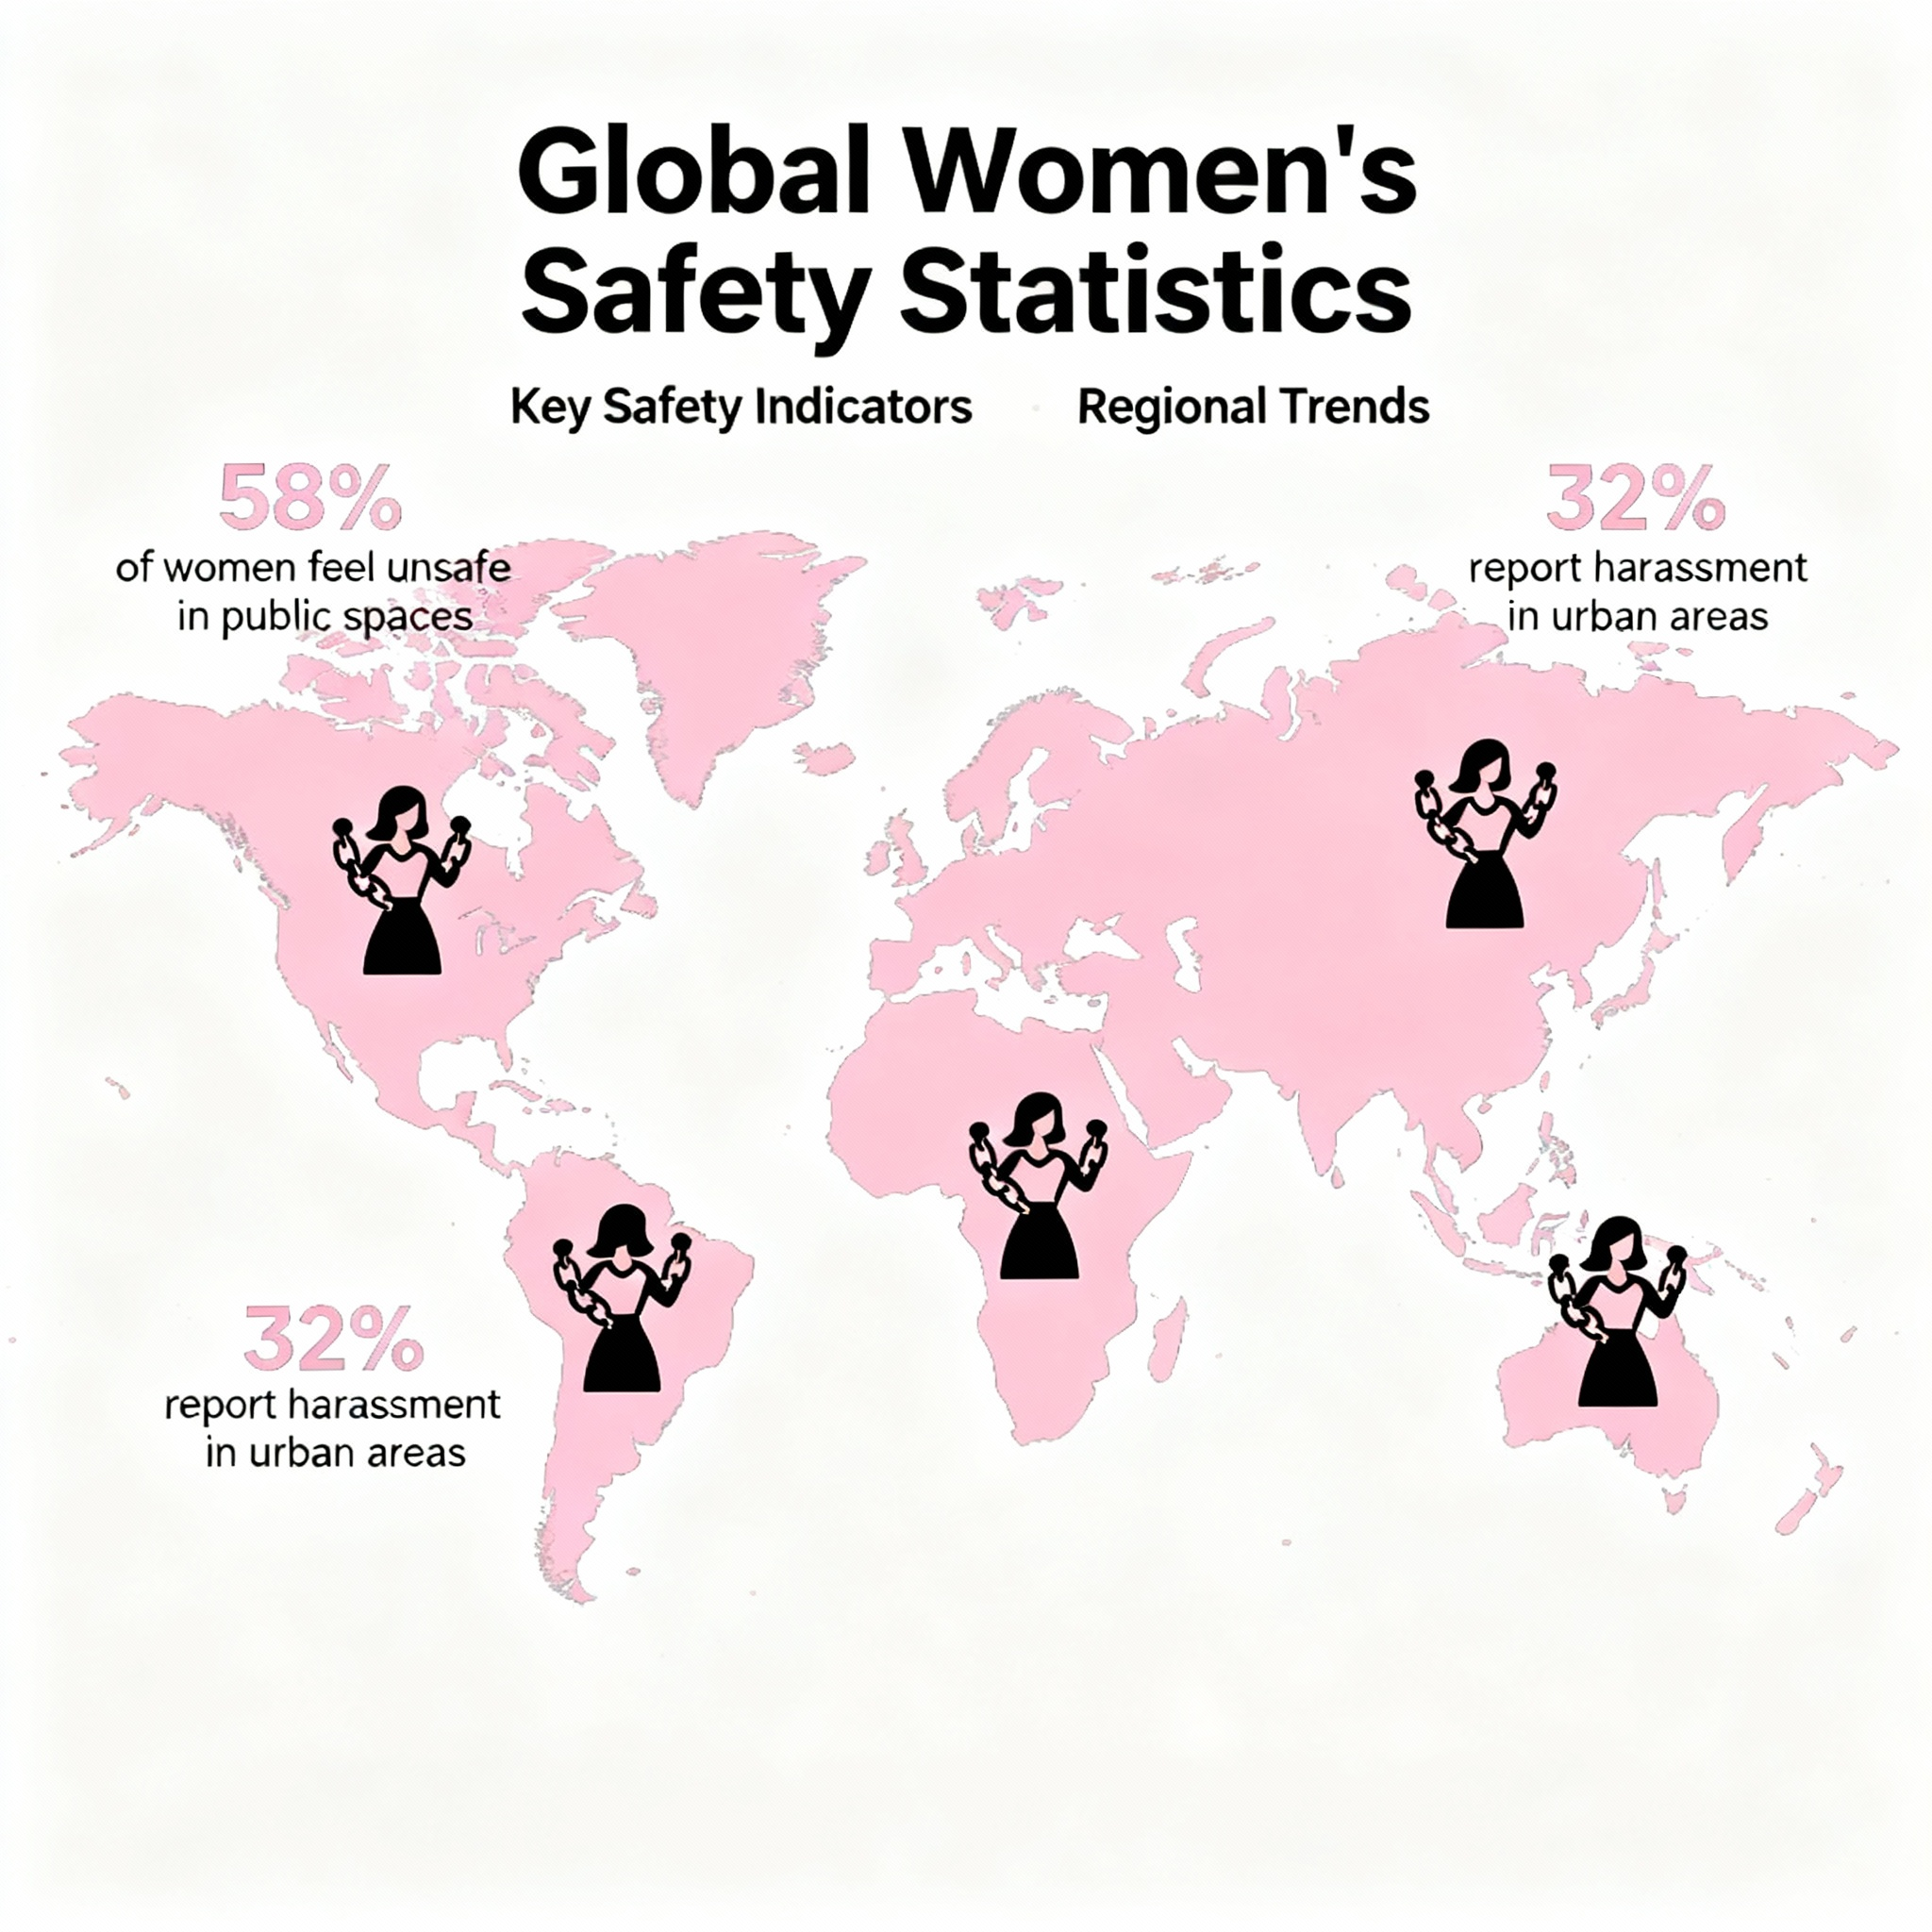 Global Women's
Safety Statistics
Key Safety Indicators
Regional Trends
58%
of women feel unsafe
in public spaces
32%
report harassment
in urban areas
32%
report harassment
in urban areas